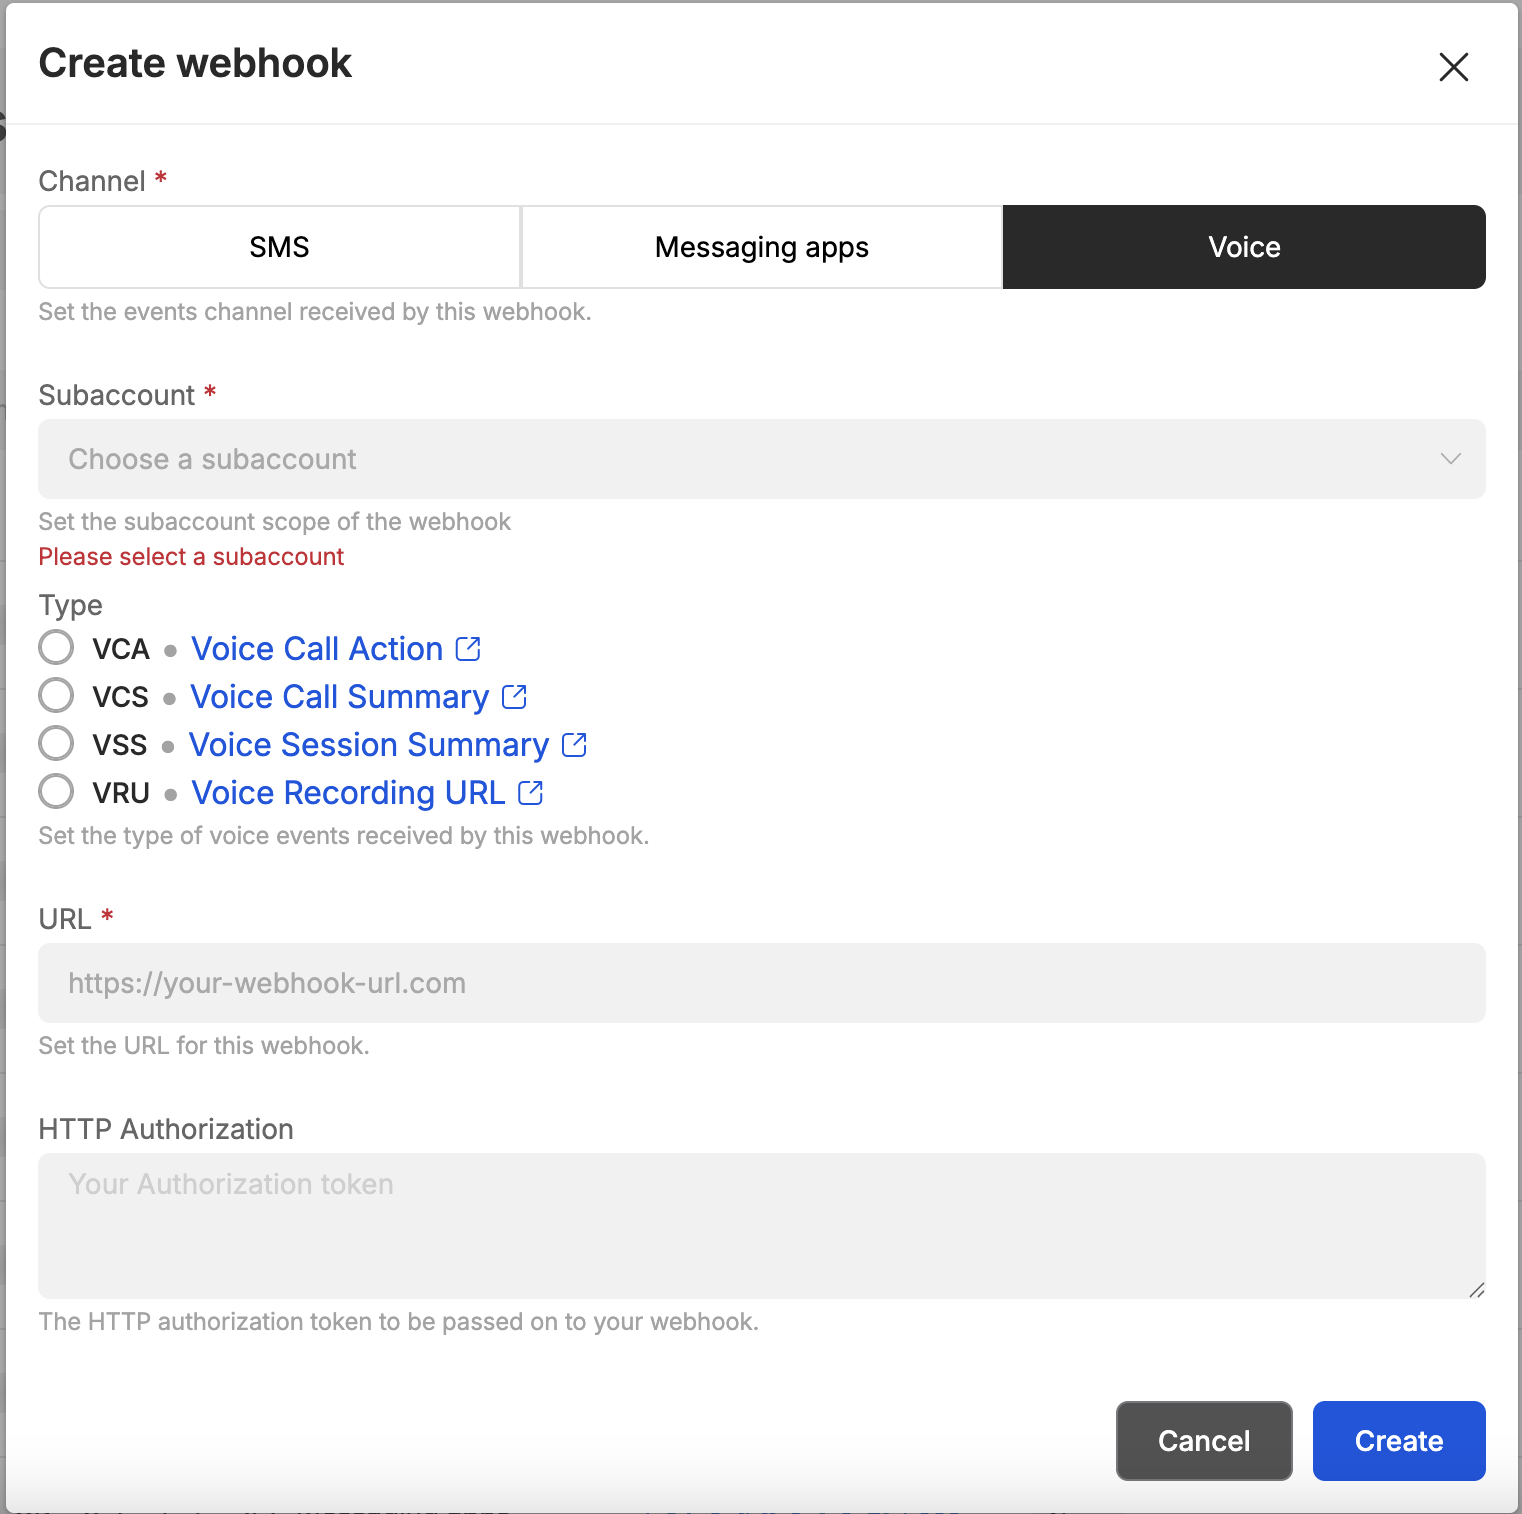 Create webhook
Channel *
SMS
Messaging apps
Voice
Set the events channel received by this webhook.
Subaccount *
Choose a subaccount
Set the subaccount scope of the webhook
Please select a subaccount
Type
VCA • Voice Call Action
VCS • Voice Call Summary
VSS • Voice Session Summary
VRU • Voice Recording URL
Set the type of voice events received by this webhook.
URL *
https://your-webhook-url.com
Set the URL for this webhook.
HTTP Authorization
Your Authorization token
The HTTP authorization token to be passed on to your webhook.
Cancel
Create